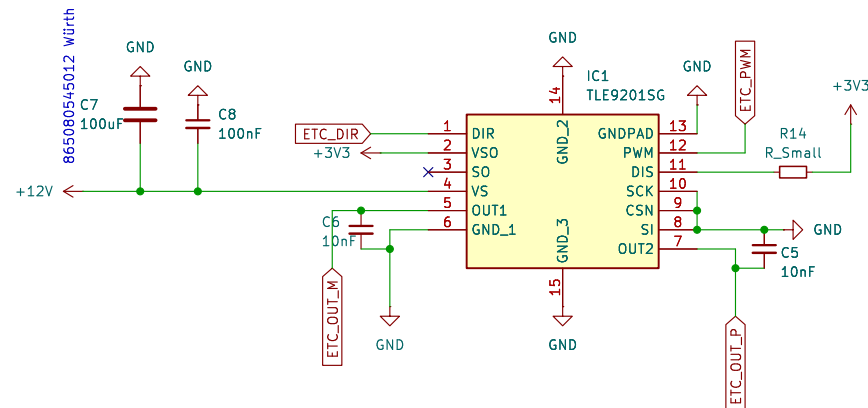 865080545012 Würth
GND
C7
100uF
GND
C8
100nF
+12V
ETC_DIR
+3V3
C6
10nF
ETC_OUT_M
GND
GND
14
IC1
TLE9201SG
1 DIR
2 VSO
3 SO
4 VS
5 OUT1
6 GND_1
GND_2
GND_3
GNDPAD 13
PWM 12
DIS 11
SCK 10
CSN 9
SI 8
OUT2 7
15
GND
GND
ETC_PWM
+3V3
R14
R_Small
GND
C5
10nF
ETC_OUT_P